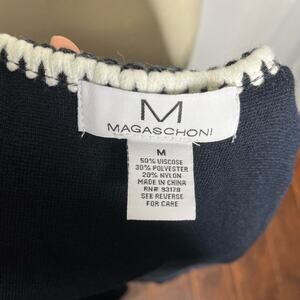 M
MAGASCHONI
M
50% VISCOSE
30% POLYESTER
20% NYLON
MADE IN CHINA
RN# 93178
SEE REVERSE
FOR CARE